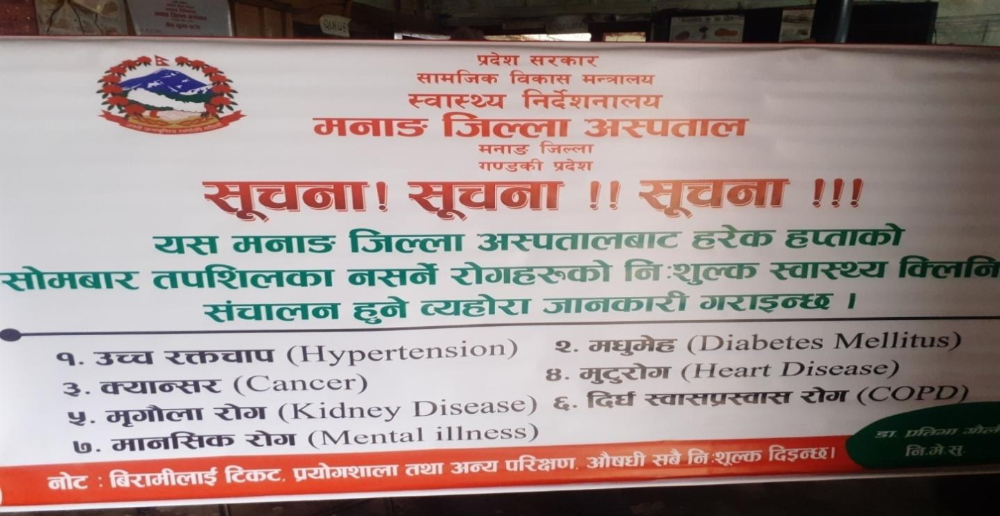 QUEUE
प्रदेश सरकार
सामजिक विकास मन्त्रालय
स्वास्थ्य निर्देशनालय
मनाङ जिल्ला अस्पताल
मनाङ जिल्ला
गण्डकी प्रदेश
सूचना! सूचना !! सूचना !!!
यस मनाङ जिल्ला अस्पतालबाट हरेक हप्ताको
सोमबार तपशिलका नसर्ने रोगहरुको नि:शुल्क स्वास्थ्य क्लिनि
संचालन हुने व्यहोरा जानकारी गराइन्छ ।
१. उच्च रक्तचाप (Hypertension) २. मधुमेह (Diabetes Mellitus)
३. क्यान्सर (Cancer) ४. मुटुरोग (Heart Disease)
५. मृगौला रोग (Kidney Disease) ६. दिर्घ स्वासप्रस्वास रोग (COPD)
७. मानसिक रोग (Mental illness)
डा. प्रतिभा
नि.मे.सु.
नोट : बिरामीलाई टिकट, प्रयोगशाला तथा अन्य परिक्षण, औषधी सबै नि:शूल्क दिइन्छ।